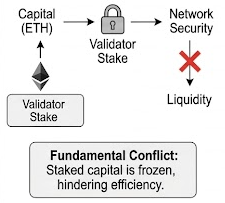 Capital
(ETH)
Validator
Stake
Network
Security
Liquidity
Validator
Stake
Fundamental Conflict:
Staked capital is frozen,
hindering efficiency.